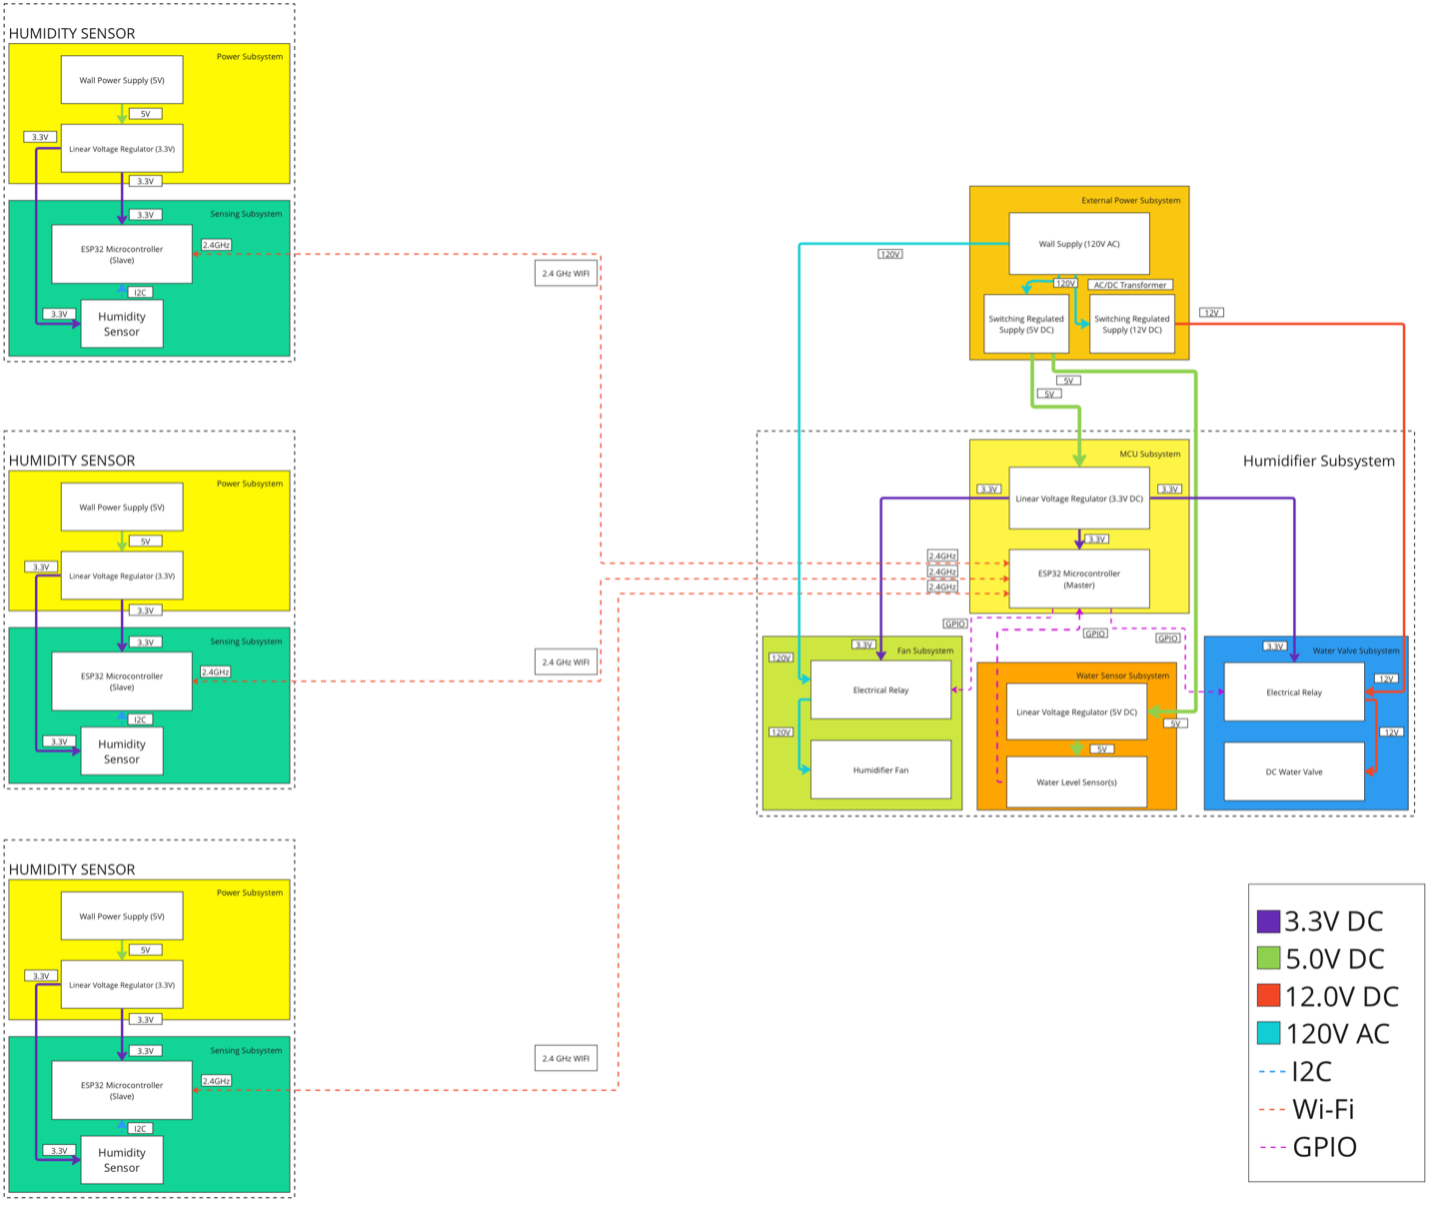 HUMIDITY SENSOR
Power Subsystem
Wall Power Supply (5V)
5V
3.3V
Linear Voltage Regulator (3.3V)
3.3V
3.3V
Sensing Subsystem
ESP32 Microcontroller
(Slave)
2.4GHz
I2C
3.3V
Humidity
Sensor
2.4 GHz WIFI
HUMIDITY SENSOR
Power Subsystem
Wall Power Supply (5V)
5V
3.3V
Linear Voltage Regulator (3.3V)
3.3V
3.3V
Sensing Subsystem
ESP32 Microcontroller
(Slave)
2.4GHz
I2C
3.3V
Humidity
Sensor
2.4 GHz WIFI
HUMIDITY SENSOR
Power Subsystem
Wall Power Supply (5V)
5V
3.3V
Linear Voltage Regulator (3.3V)
3.3V
3.3V
Sensing Subsystem
ESP32 Microcontroller
(Slave)
2.4GHz
I2C
3.3V
Humidity
Sensor
2.4 GHz WIFI
External Power Subsystem
Wall Supply (120V AC)
120V
120V
AC/DC Transformer
Switching Regulated
Supply (5V DC)
Switching Regulated
Supply (12V DC)
12V
5V
5V
Humidifier Subsystem
MCU Subsystem
3.3V
Linear Voltage Regulator (3.3V DC)
3.3V
3.3V
2.4GHz
2.4GHz
2.4GHz
ESP32 Microcontroller
(Master)
GPIO
GPIO
GPIO
3.3V
Fan Subsystem
120V
Electrical Relay
120V
Humidifier Fan
Water Sensor Subsystem
Linear Voltage Regulator (5V DC)
5V
5V
Water Level Sensor(s)
3.3V
Water Valve Subsystem
12V
Electrical Relay
12V
DC Water Valve
3.3V DC
5.0V DC
12.0V DC
120V AC
I2C
Wi-Fi
GPIO